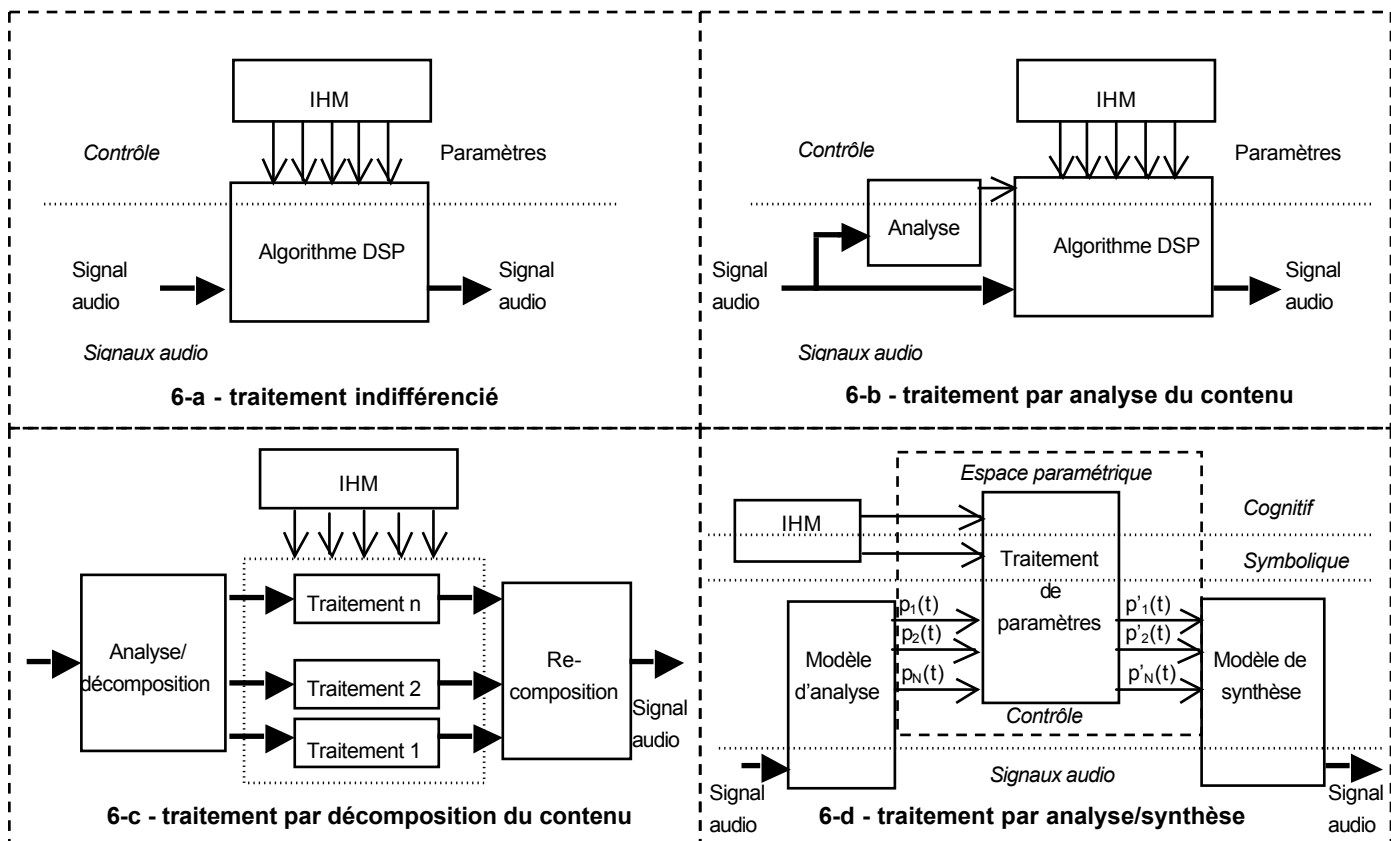 IHM
Contrôle
Paramètres
Algorithme DSP
Signal
audio
Signal
audio
Signaux audio
6-a - traitement indifférencié
IHM
Contrôle
Paramètres
Analyse
Algorithme DSP
Signal
audio
Signal
audio
Signaux audio
6-b - traitement par analyse du contenu
IHM
Traitement n
Analyse/
décomposition
Re-
composition
Traitement 2
Traitement 1
Signal
audio
6-c - traitement par décomposition du contenu
Espace paramétrique
IHM
Cognitif
Symbolique
Traitement
de
paramètres
p₁(t)
p₂(t)
p_N(t)
p'₁(t)
p'₂(t)
p'_N(t)
Modèle
d'analyse
Modèle de
synthèse
Contrôle
Signaux audio
Signal
audio
Signal
audio
6-d - traitement par analyse/synthèse